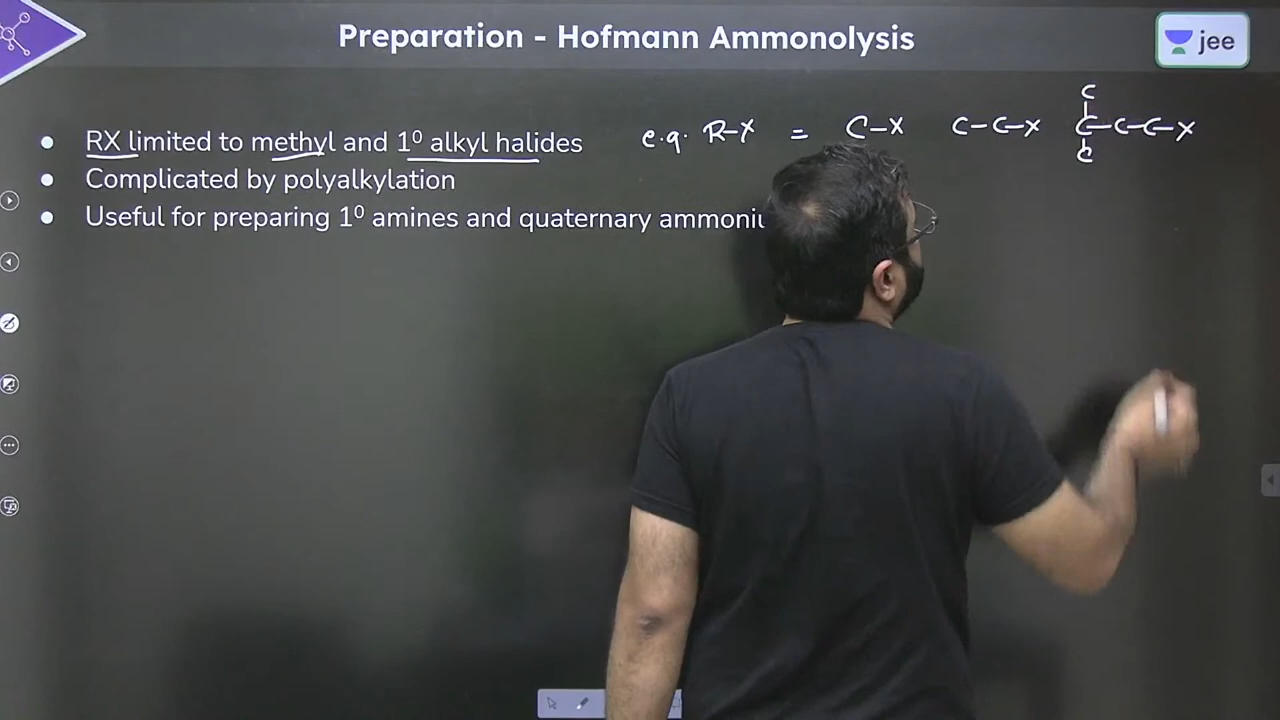 Preparation - Hofmann Ammonolysis
jee
RX limited to methyl and 1⁰ alkyl halides
e.g. R-X = C-X C-C-X C-C-C-X
C
C
Complicated by polyalkylation
Useful for preparing 1⁰ amines and quaternary